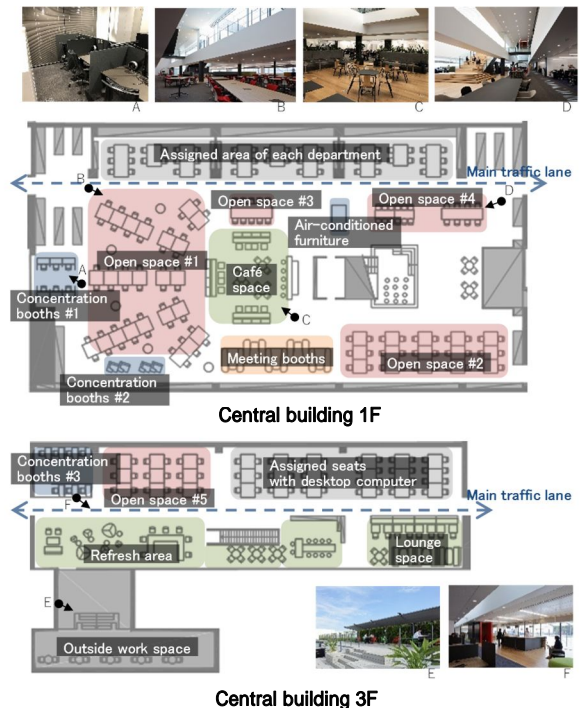 A
B
C
D
Assigned area of each department
Main traffic lane
B
D
Open space #3
Open space #4
Air-conditioned
furniture
Open space #1
Café
space
A
Concentration
booths #1
C
Meeting booths
Open space #2
Concentration
booths #2
Central building 1F
Concentration
booths #3
Assigned seats
with desktop computer
Open space #5
Main traffic lane
F
Refresh area
Lounge
space
E
Outside work space
E
F
Central building 3F